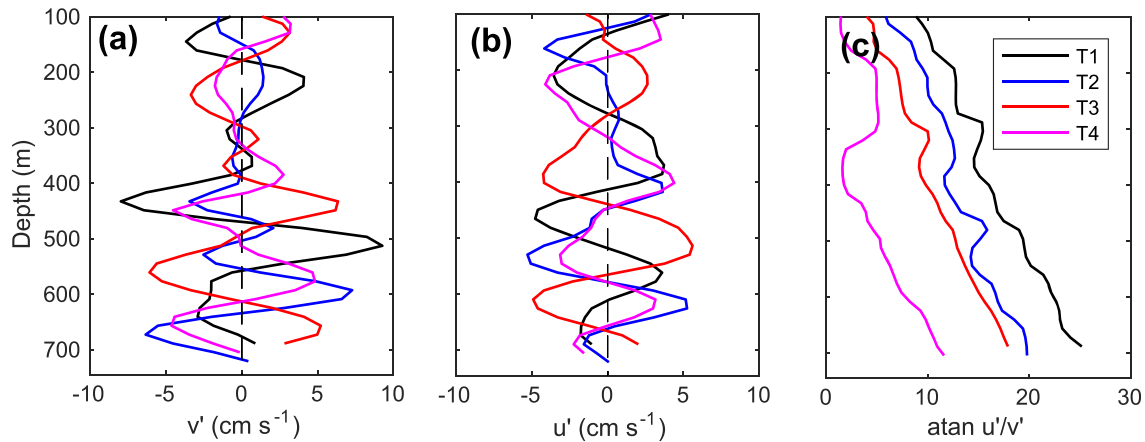 (a)
(b)
(c)
100
200
300
400
500
600
700
Depth (m)
-10 -5 0 5 10
v' (cm s-1)
-10 -5 0 5 10
u' (cm s-1)
0 10 20 30
atan u'/v'
T1
T2
T3
T4